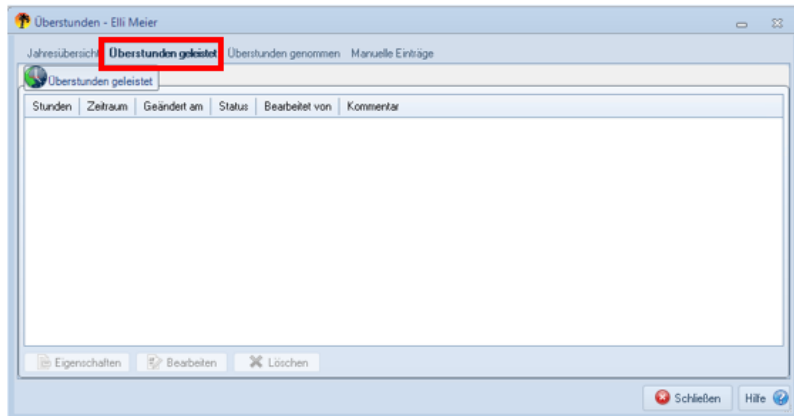 Überstunden - Elli Meier
Jahresübersicht Überstunden geleistet Überstunden genommen Manuelle Einträge
Überstunden geleistet
Stunden Zeitraum Geändert am Status Bearbeitet von Kommentar
Eigenschaften Bearbeiten Löschen
Schließen Hilfe